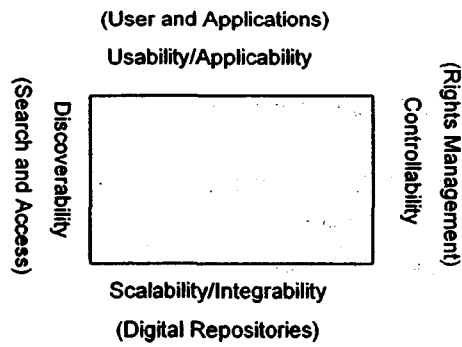 (User and Applications)
Usability/Applicability
(Search and Access)
Discoverability
Controllability
(Rights Management)
Scalability/Integrability
(Digital Repositories)